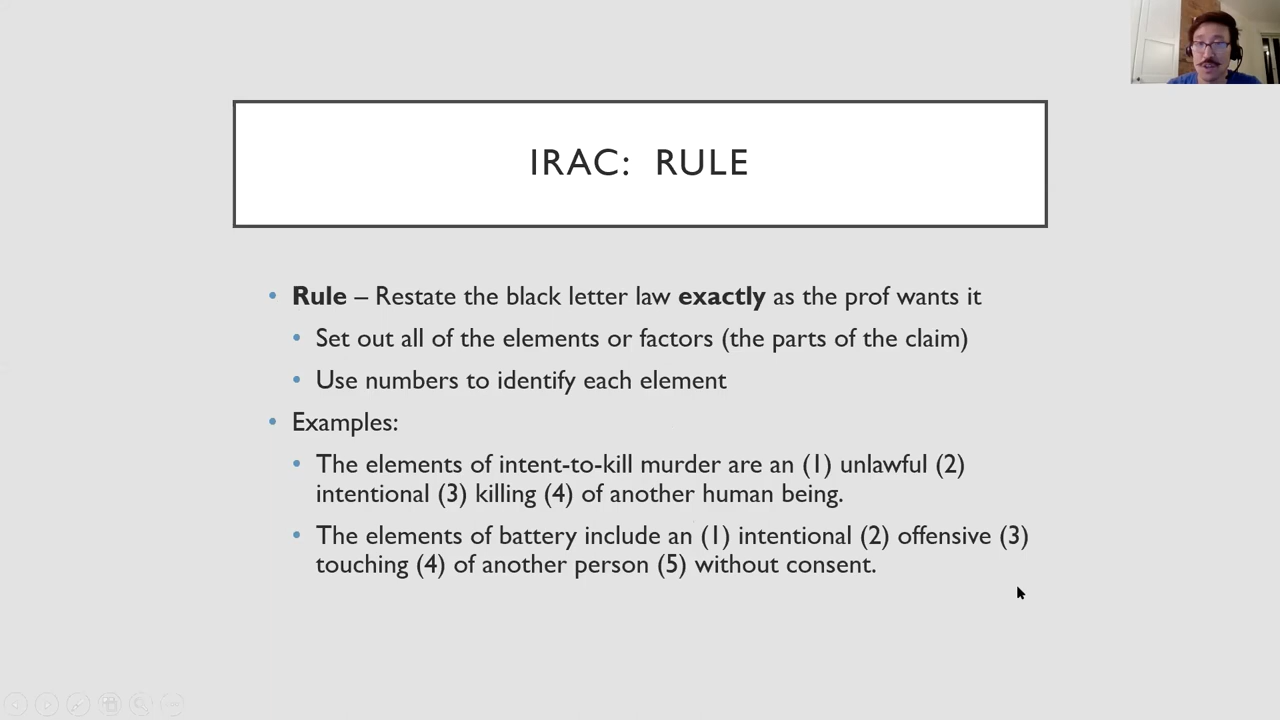 IRAC: RULE
• Rule – Restate the black letter law exactly as the prof wants it
• Set out all of the elements or factors (the parts of the claim)
• Use numbers to identify each element
• Examples:
• The elements of intent-to-kill murder are an (1) unlawful (2)
intentional (3) killing (4) of another human being.
• The elements of battery include an (1) intentional (2) offensive (3)
touching (4) of another person (5) without consent.